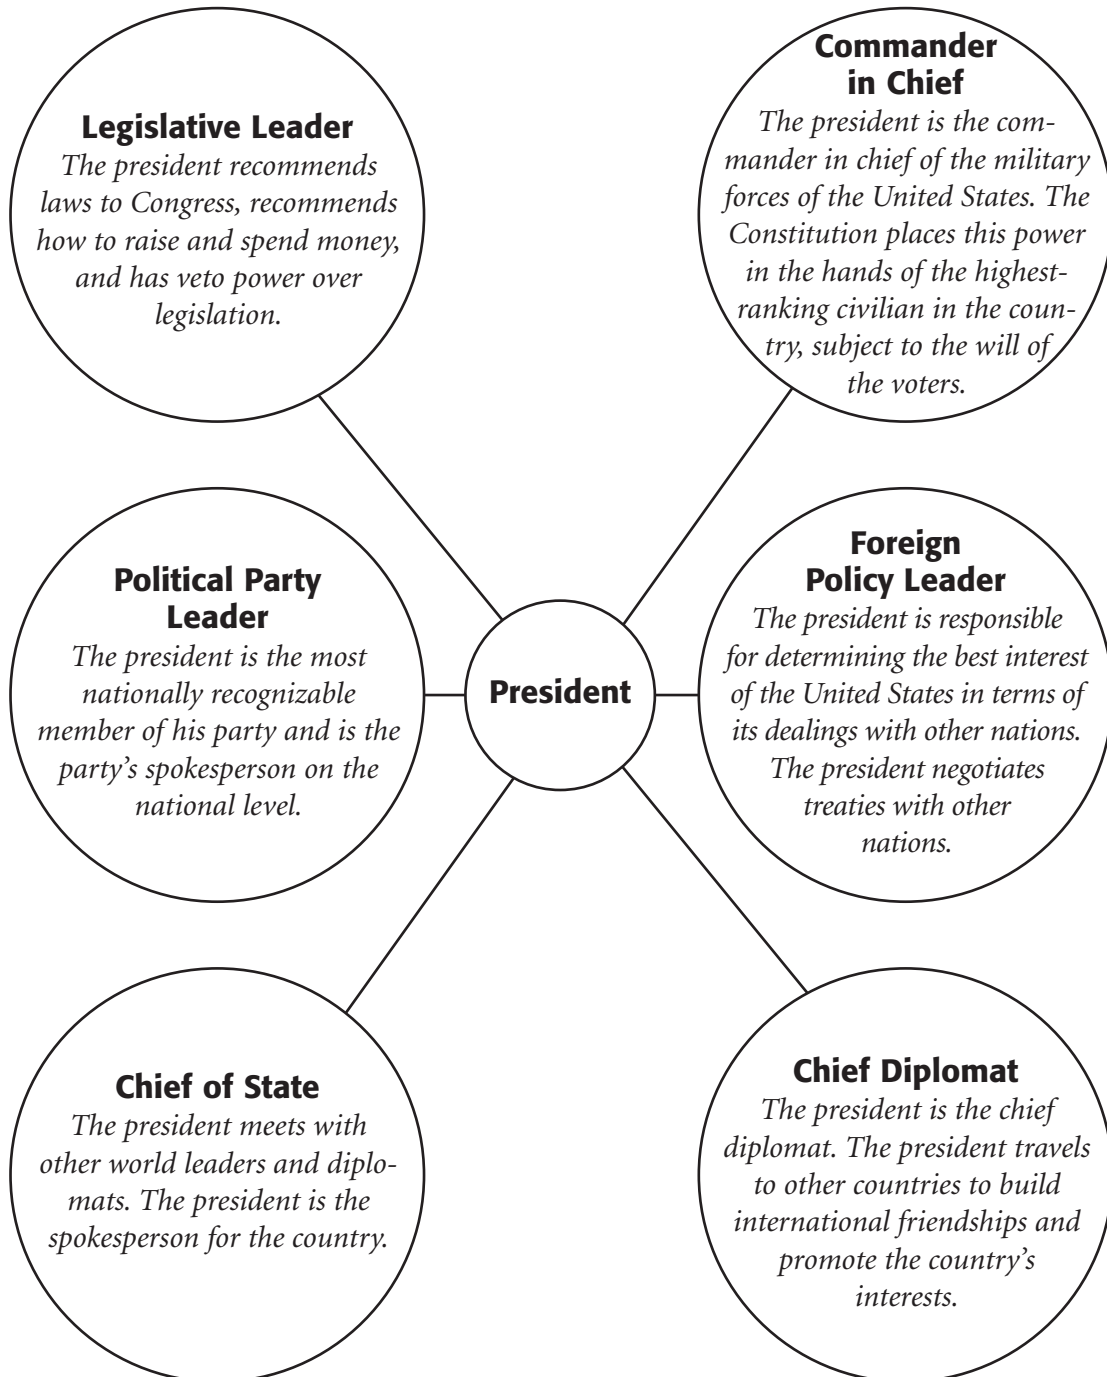 Legislative Leader
The president recommends
laws to Congress, recommends
how to raise and spend money,
and has veto power over
legislation.
Commander
in Chief
The president is the com-
mander in chief of the military
forces of the United States. The
Constitution places this power
in the hands of the highest-
ranking civilian in the coun-
try, subject to the will of
the voters.
Political Party
Leader
The president is the most
nationally recognizable
member of his party and is the
party’s spokesperson on the
national level.
President
Foreign
Policy Leader
The president is responsible
for determining the best interest
of the United States in terms of
its dealings with other nations.
The president negotiates
treaties with other
nations.
Chief of State
The president meets with
other world leaders and diplo-
mats. The president is the
spokesperson for the country.
Chief Diplomat
The president is the chief
diplomat. The president travels
to other countries to build
international friendships and
promote the country’s
interests.